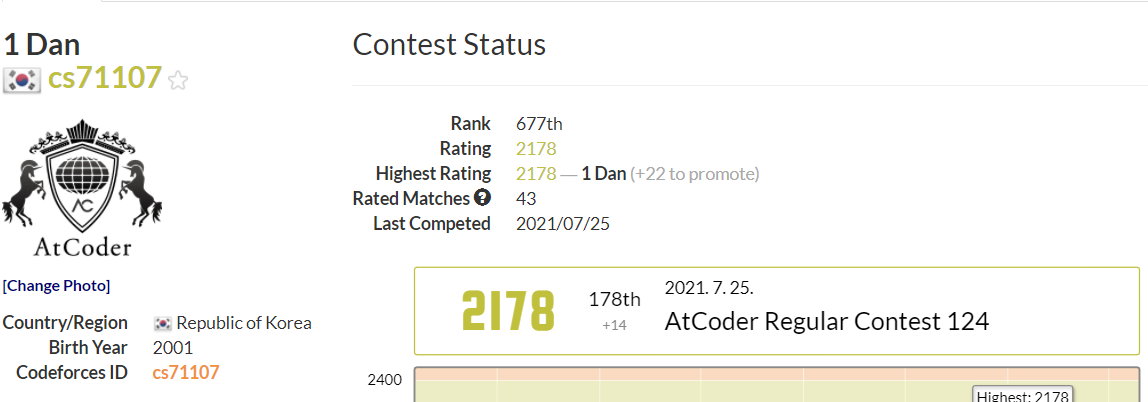 1 Dan
cs71107
AC
AtCoder
[Change Photo]
Country/Region Republic of Korea
Birth Year 2001
Codeforces ID cs71107
Contest Status
Rank 677th
Rating 2178
Highest Rating 2178 — 1 Dan (+22 to promote)
Rated Matches ? 43
Last Competed 2021/07/25
2178
178th
+14
2021. 7. 25.
AtCoder Regular Contest 124
2400
Highest: 2178